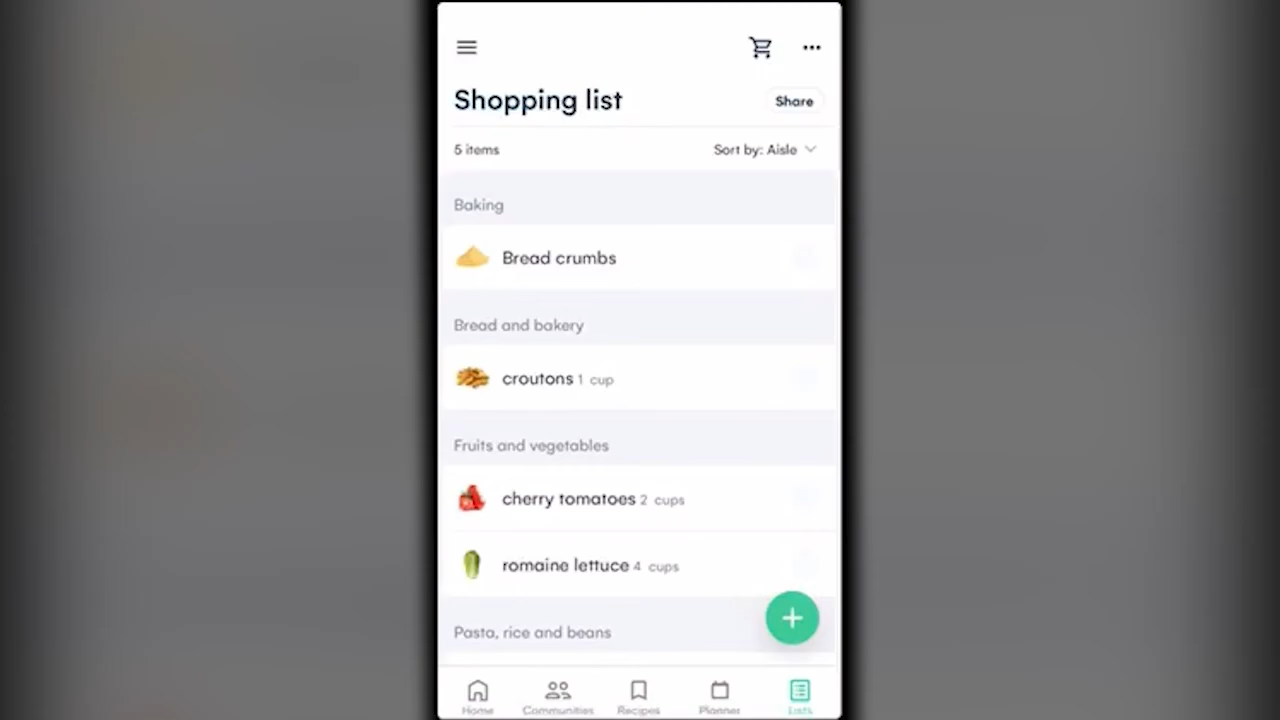 Shopping list
Share
5 items
Sort by: Aisle
Baking
Bread crumbs
Bread and bakery
croutons 1 cup
Fruits and vegetables
cherry tomatoes 2 cups
romaine lettuce 4 cups
Pasta, rice and beans
Home Communities Recipes Planner Lists